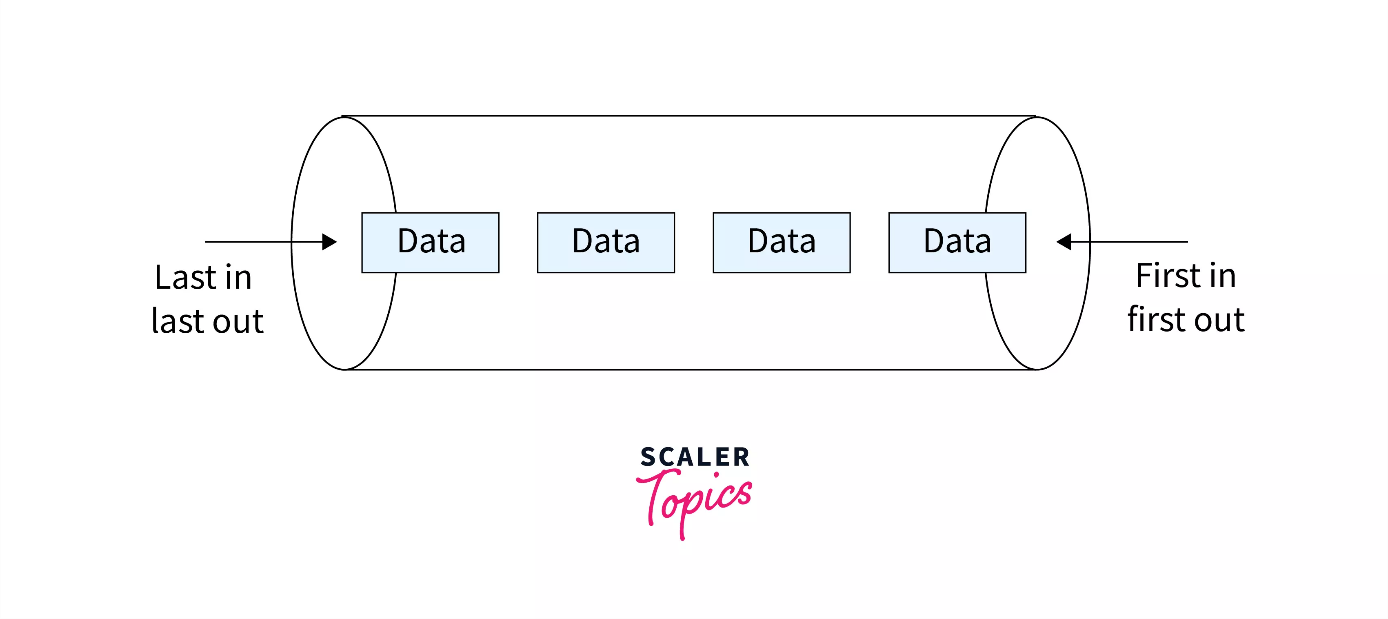 Data
Data
Data
Data
Last in
last out
First in
first out
SCALER
Topics